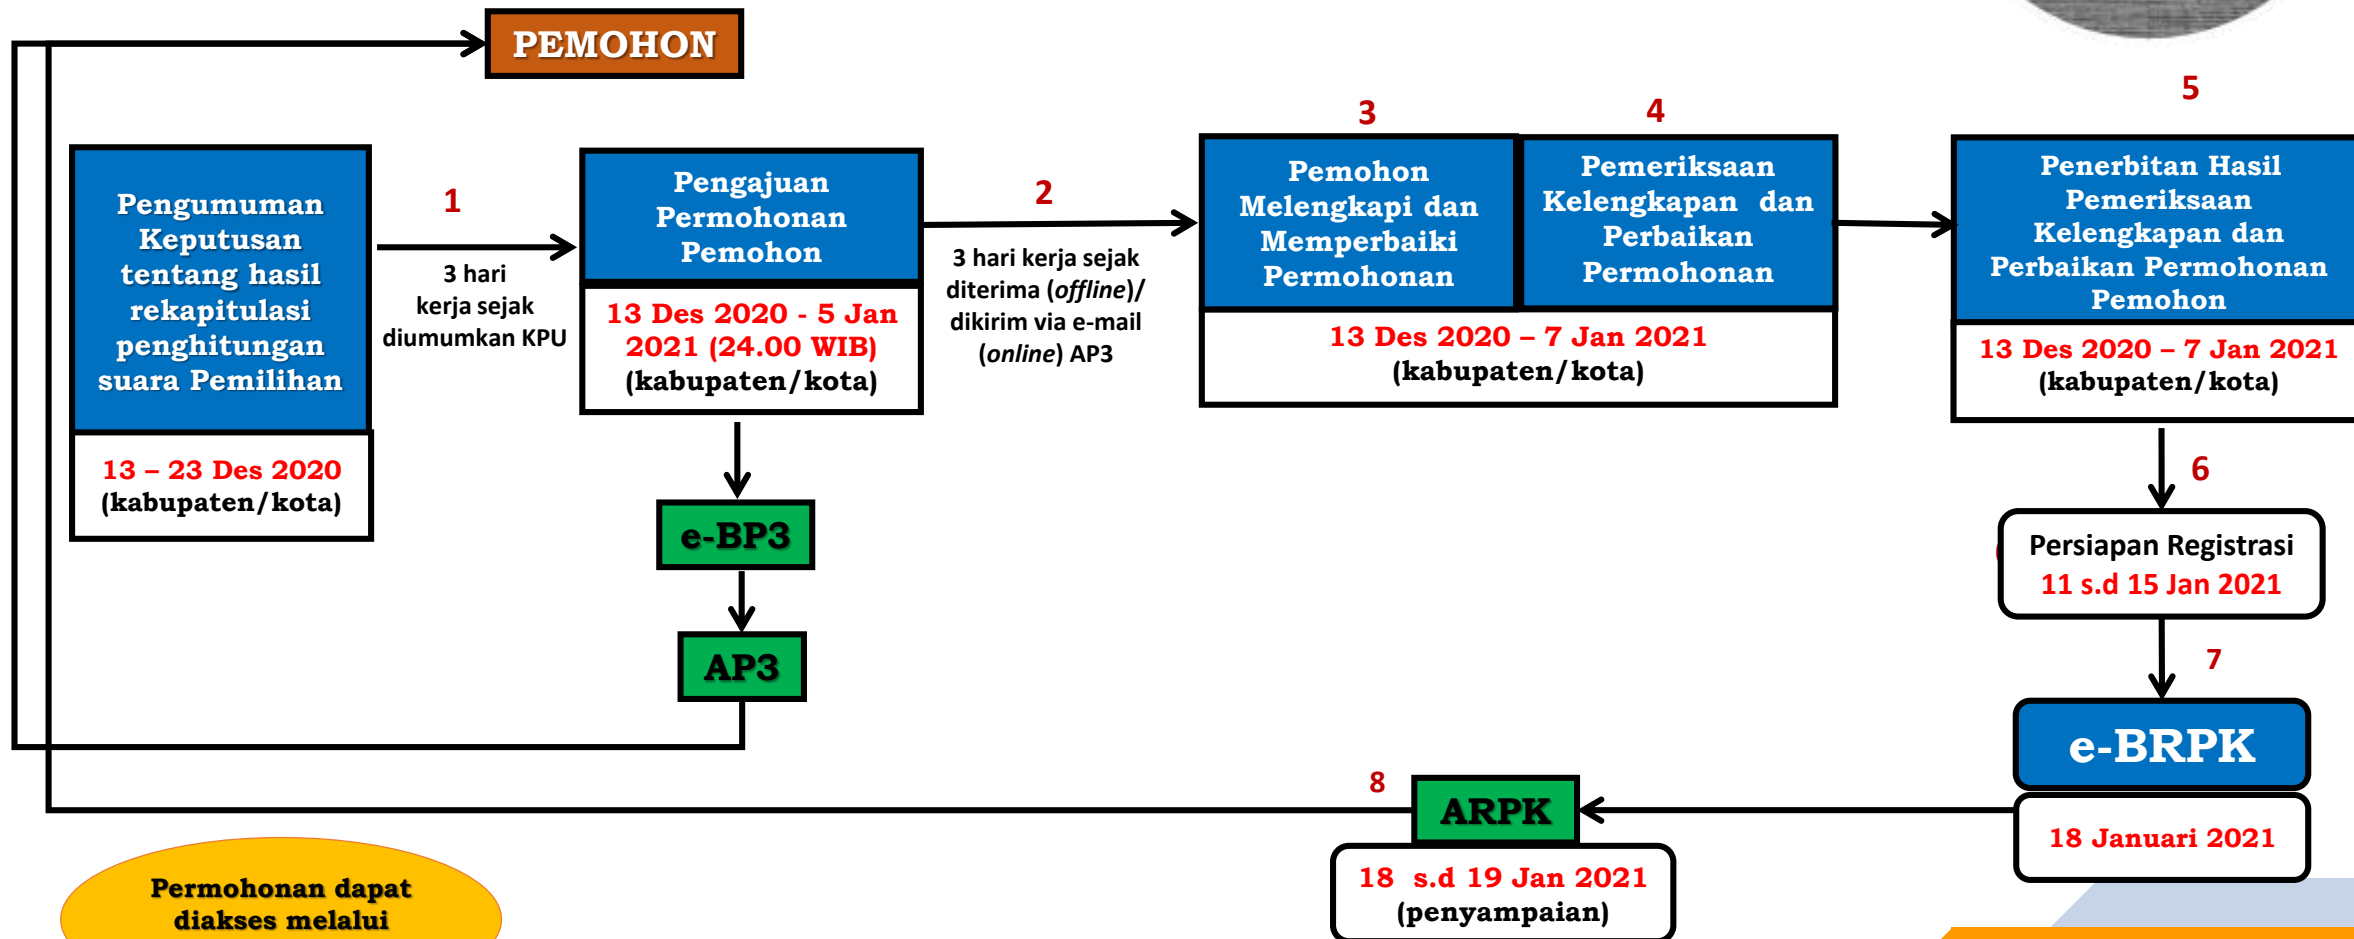 PEMOHON
Pengumuman
Keputusan
tentang hasil
rekapitulasi
penghitungan
suara Pemilihan
13 – 23 Des 2020
(kabupaten/kota)
1
3 hari
kerja sejak
diumumkan KPU
Pengajuan
Permohonan
Pemohon
13 Des 2020 - 5 Jan
2021 (24.00 WIB)
(kabupaten/kota)
e-BP3
AP3
2
3 hari kerja sejak
diterima (offline)/
dikirim via e-mail
(online) AP3
3
Pemohon
Melengkapi dan
Memperbaiki
Permohonan
4
Pemeriksaan
Kelengkapan dan
Perbaikan
Permohonan
13 Des 2020 – 7 Jan 2021
(kabupaten/kota)
5
Penerbitan Hasil
Pemeriksaan
Kelengkapan dan
Perbaikan Permohonan
Pemohon
13 Des 2020 – 7 Jan 2021
(kabupaten/kota)
6
Persiapan Registrasi
11 s.d 15 Jan 2021
7
e-BRPK
18 Januari 2021
8
ARPK
18 s.d 19 Jan 2021
(penyampaian)
Permohonan dapat
diakses melalui